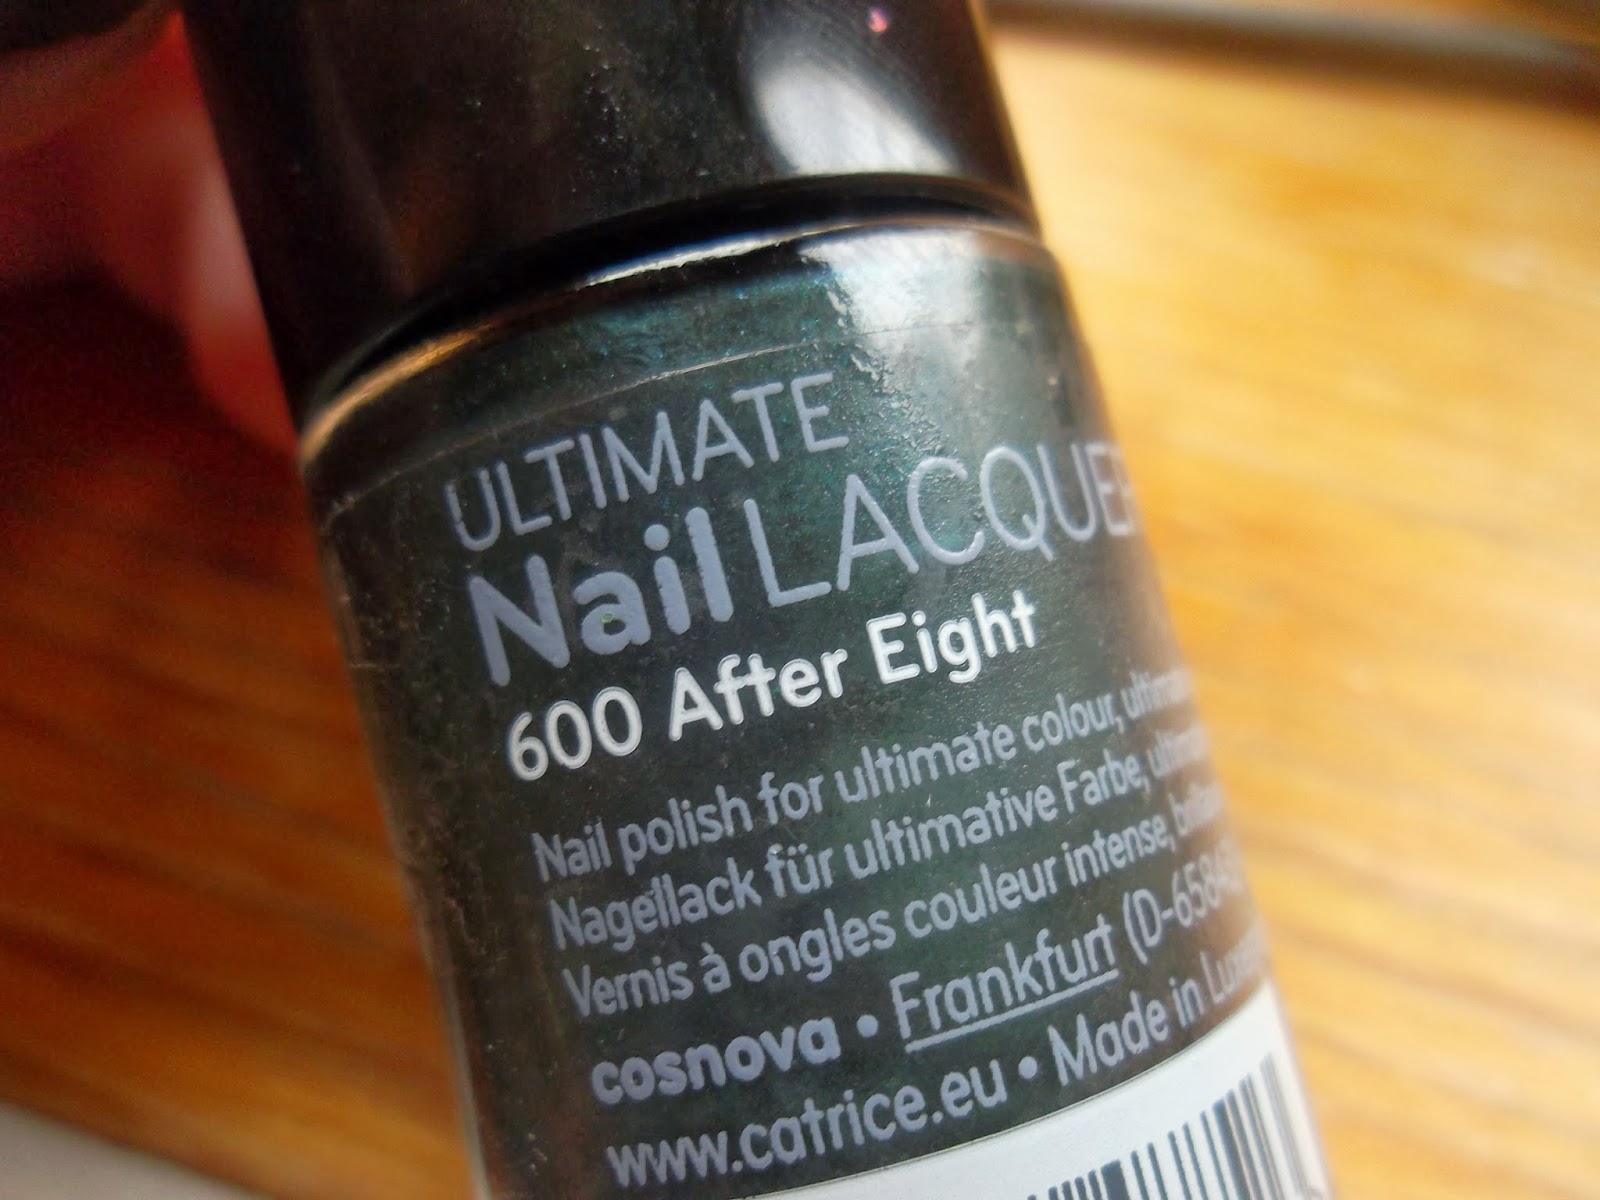 ULTIMATE
Nail LACQUER
600 After Eight
Nail polish for ultimate colour,
Nagellack für ultimative Farbe,
Vernis à ongles couleur intense,
cosnova • Frankfurt
www.catrice.eu • Made in